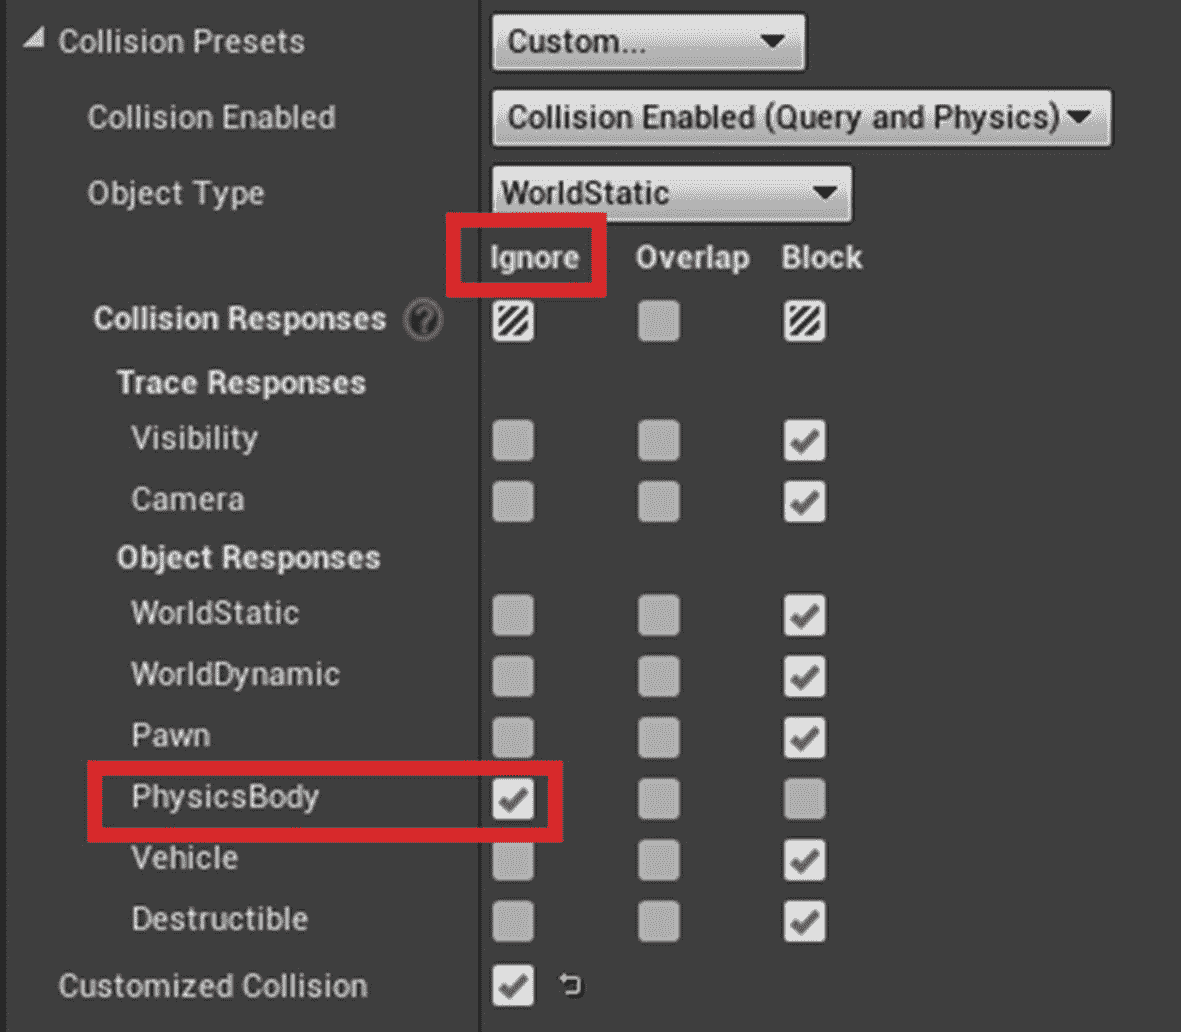 Collision Presets Custom...
Collision Enabled Collision Enabled (Query and Physics)
Object Type WorldStatic
Ignore Overlap Block
Collision Responses ?
Trace Responses
Visibility
Camera
Object Responses
WorldStatic
WorldDynamic
Pawn
PhysicsBody
Vehicle
Destructible
Customized Collision